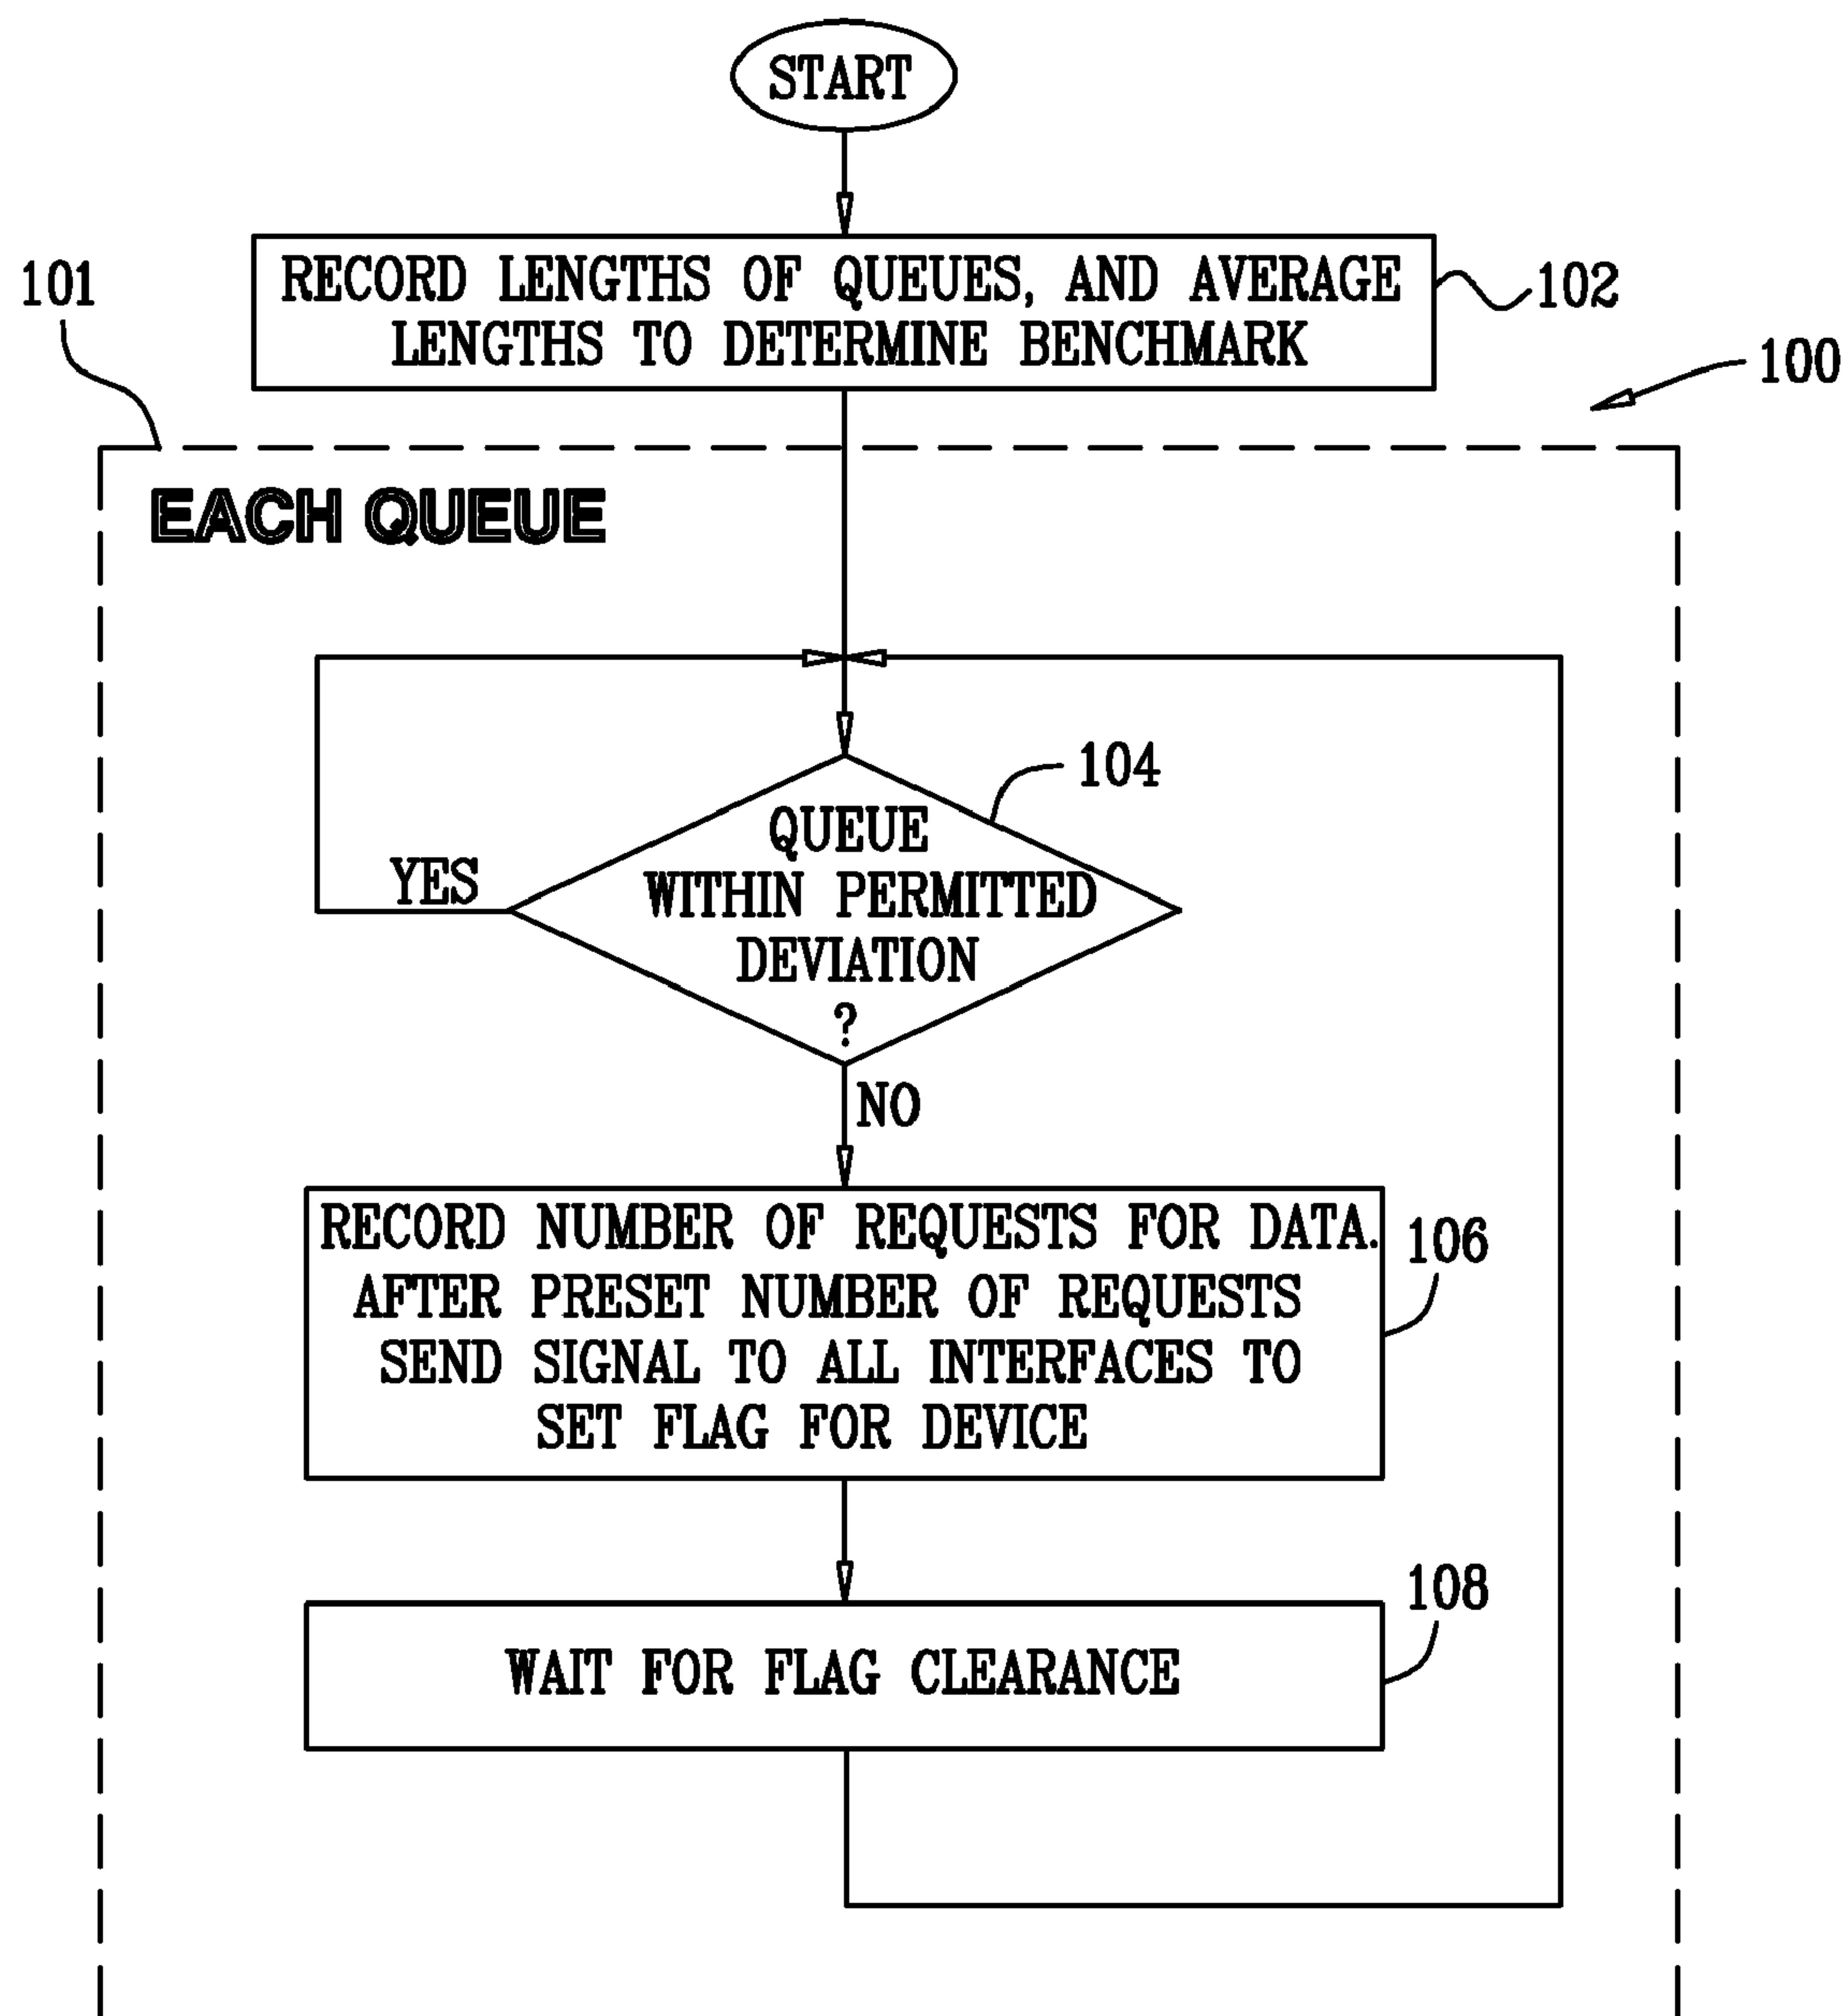 START
RECORD LENGTHS OF QUEUES, AND AVERAGE
LENGTHS TO DETERMINE BENCHMARK
102
101
100
EACH QUEUE
104
QUEUE
WITHIN PERMITTED
DEVIATION
?
YES
NO
RECORD NUMBER OF REQUESTS FOR DATA.
AFTER PRESET NUMBER OF REQUESTS
SEND SIGNAL TO ALL INTERFACES TO
SET FLAG FOR DEVICE
106
108
WAIT FOR FLAG CLEARANCE